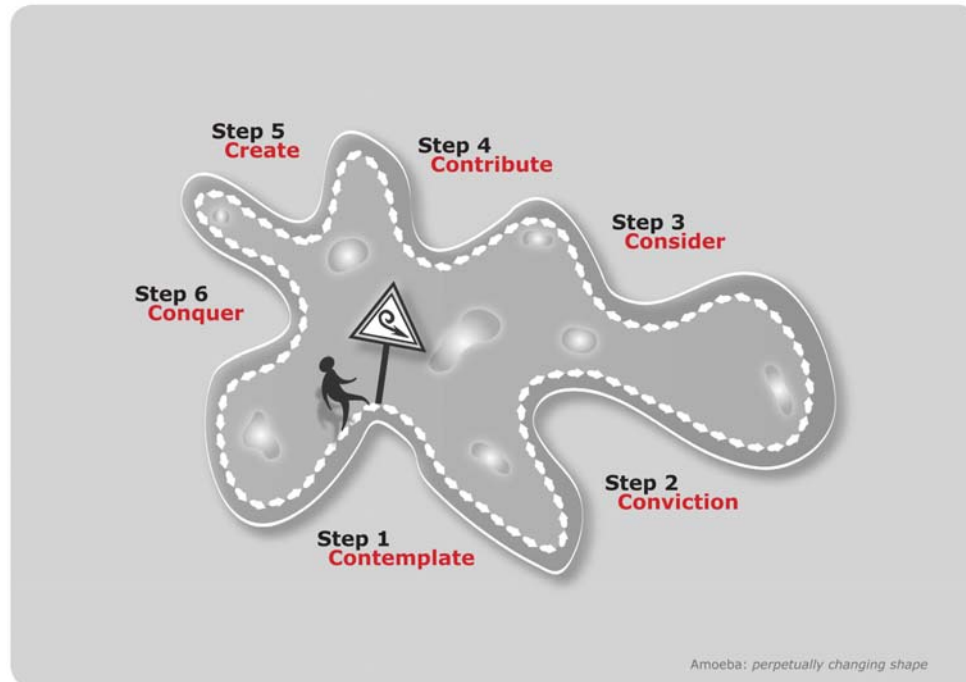 Step 5
Create
Step 4
Contribute
Step 3
Consider
Step 6
Conquer
Step 2
Conviction
Step 1
Contemplate
Amoeba: perpetually changing shape